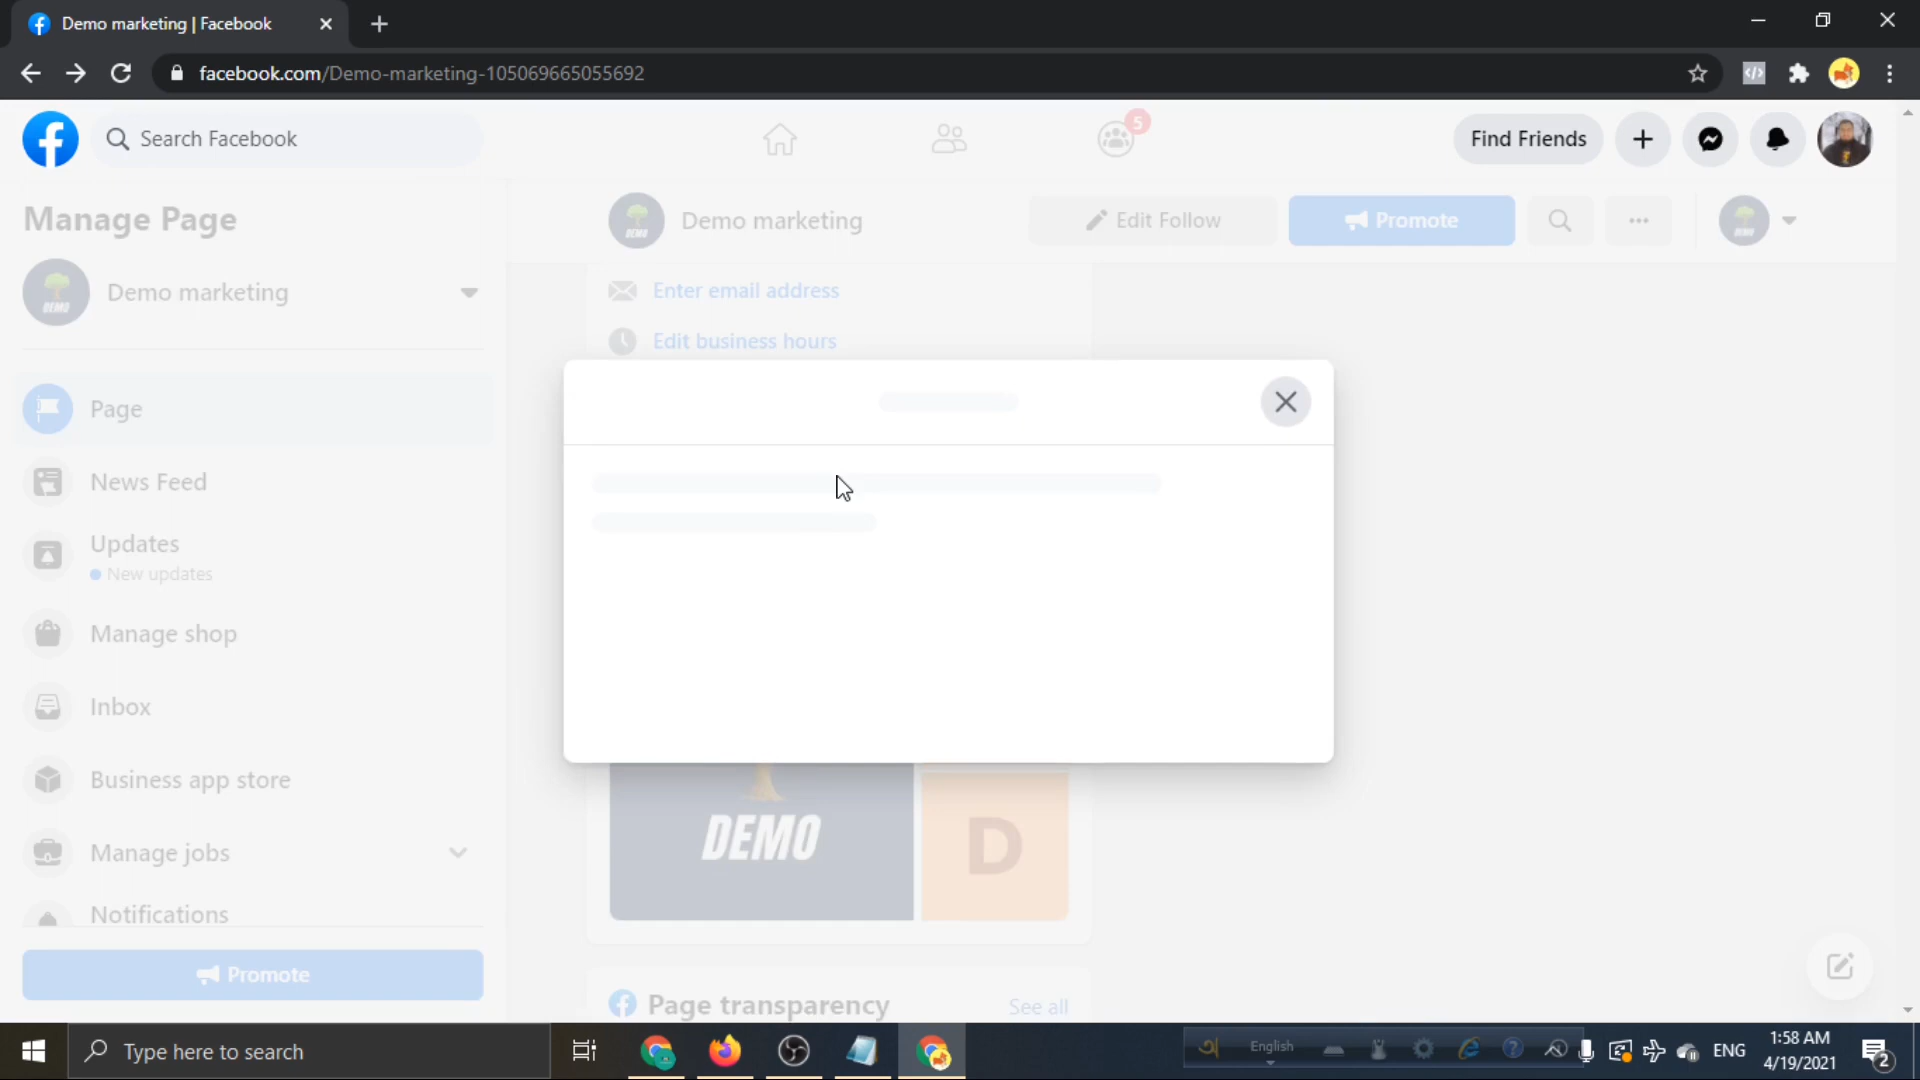 Demo marketing | Facebook
facebook.com/Demo-marketing-105069665055692
Search Facebook
5
Find Friends
Manage Page
Demo marketing
Edit Follow
Promote
Demo marketing
Enter email address
Edit business hours
Page
News Feed
Updates
New updates
Manage shop
Inbox
Business app store
Manage jobs
Notifications
Promote
DEMO
D
Page transparency
See all
Type here to search
English
ENG
1:58 AM
4/19/2021
2